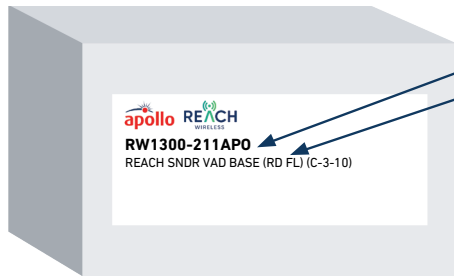 apollo REACH
WIRELESS
RW1300-211APO
REACH SNDR VAD BASE (RD FL) (C-3-10)